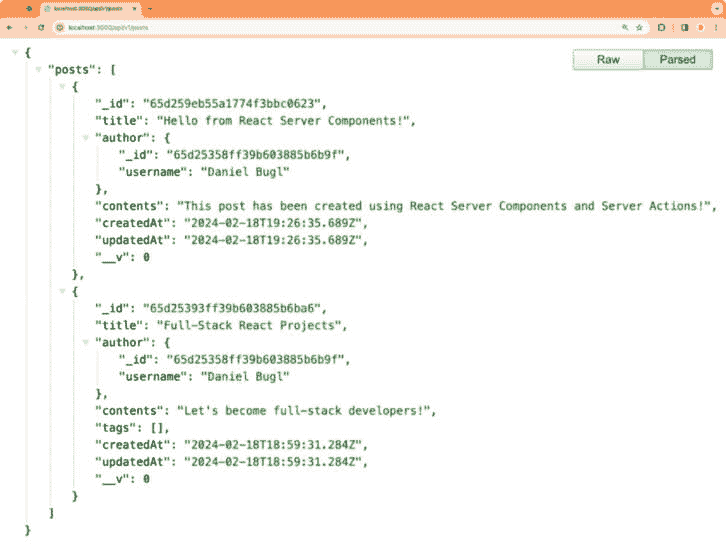 localhost:3000/api/v1/posts
localhost:3000/api/v1/posts
Raw
Parsed
{
"posts": [
{
"_id": "65d259eb55a1774f3bbc0623",
"title": "Hello from React Server Components!",
"author": {
"_id": "65d25358ff39b603885b6b9f",
"username": "Daniel Bugl"
},
"contents": "This post has been created using React Server Components and Server Actions!",
"createdAt": "2024-02-18T19:26:35.689Z",
"updatedAt": "2024-02-18T19:26:35.689Z",
"__v": 0
},
{
"_id": "65d25393ff39b603885b6ba6",
"title": "Full-Stack React Projects",
"author": {
"_id": "65d25358ff39b603885b6b9f",
"username": "Daniel Bugl"
},
"contents": "Let's become full-stack developers!",
"tags": [],
"createdAt": "2024-02-18T18:59:31.284Z",
"updatedAt": "2024-02-18T18:59:31.284Z",
"__v": 0
}
]
}